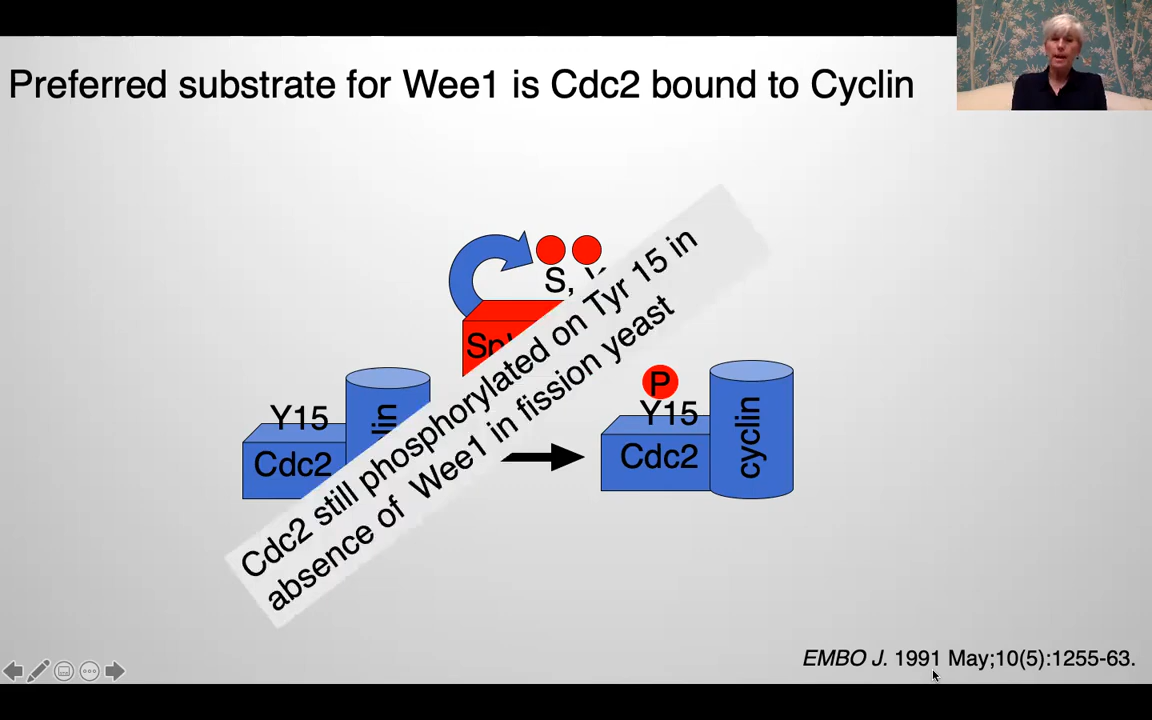 Preferred substrate for Wee1 is Cdc2 bound to Cyclin
S,
Cdc2 still phosphorylated on Tyr 15 in
absence of Wee1 in fission yeast
Y15
Cdc2
P
Y15
Cdc2
cyclin
EMBO J. 1991 May;10(5):1255-63.